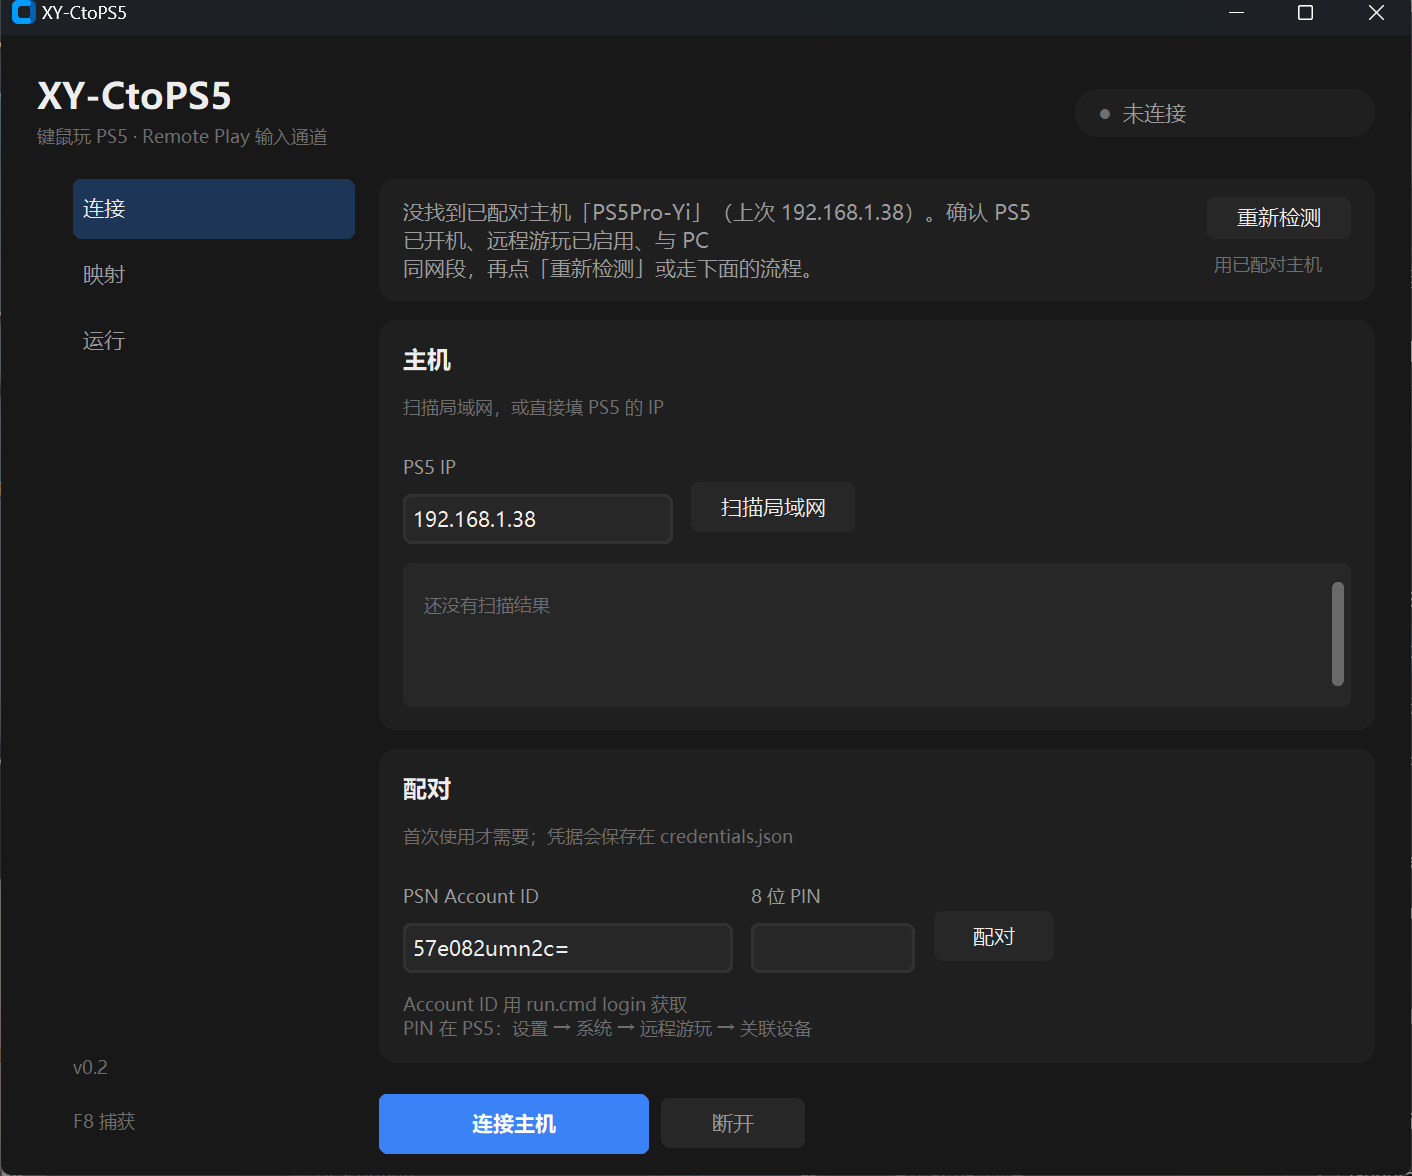 XY-CtoPS5
XY-CtoPS5
键鼠玩 PS5 · Remote Play 输入通道
未连接
连接
映射
运行
没找到已配对主机「PS5Pro-Yi」（上次 192.168.1.38）。确认 PS5
已开机、远程游玩已启用、与 PC
同网段，再点「重新检测」或走下面的流程。
重新检测
用已配对主机
主机
扫描局域网，或直接填 PS5 的 IP
PS5 IP
192.168.1.38
扫描局域网
还没有扫描结果
配对
首次使用才需要；凭据会保存在 credentials.json
PSN Account ID
8 位 PIN
57e082umn2c=
配对
Account ID 用 run.cmd login 获取
PIN 在 PS5：设置 → 系统 → 远程游玩 → 关联设备
v0.2
F8 捕获
连接主机
断开